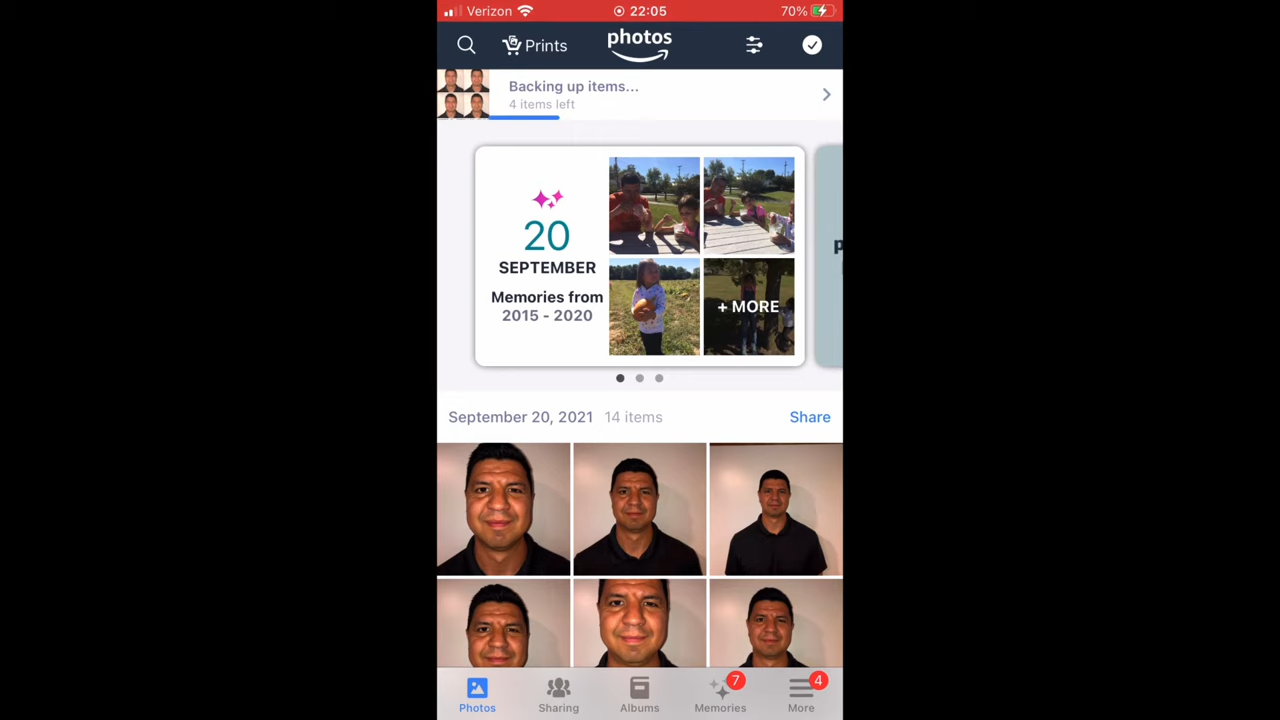 Verizon 22:05 70%
Prints photos
Backing up items...
4 items left
20
SEPTEMBER
Memories from
2015 - 2020
+ MORE
September 20, 2021 14 items Share
7 4
Photos Sharing Albums Memories More